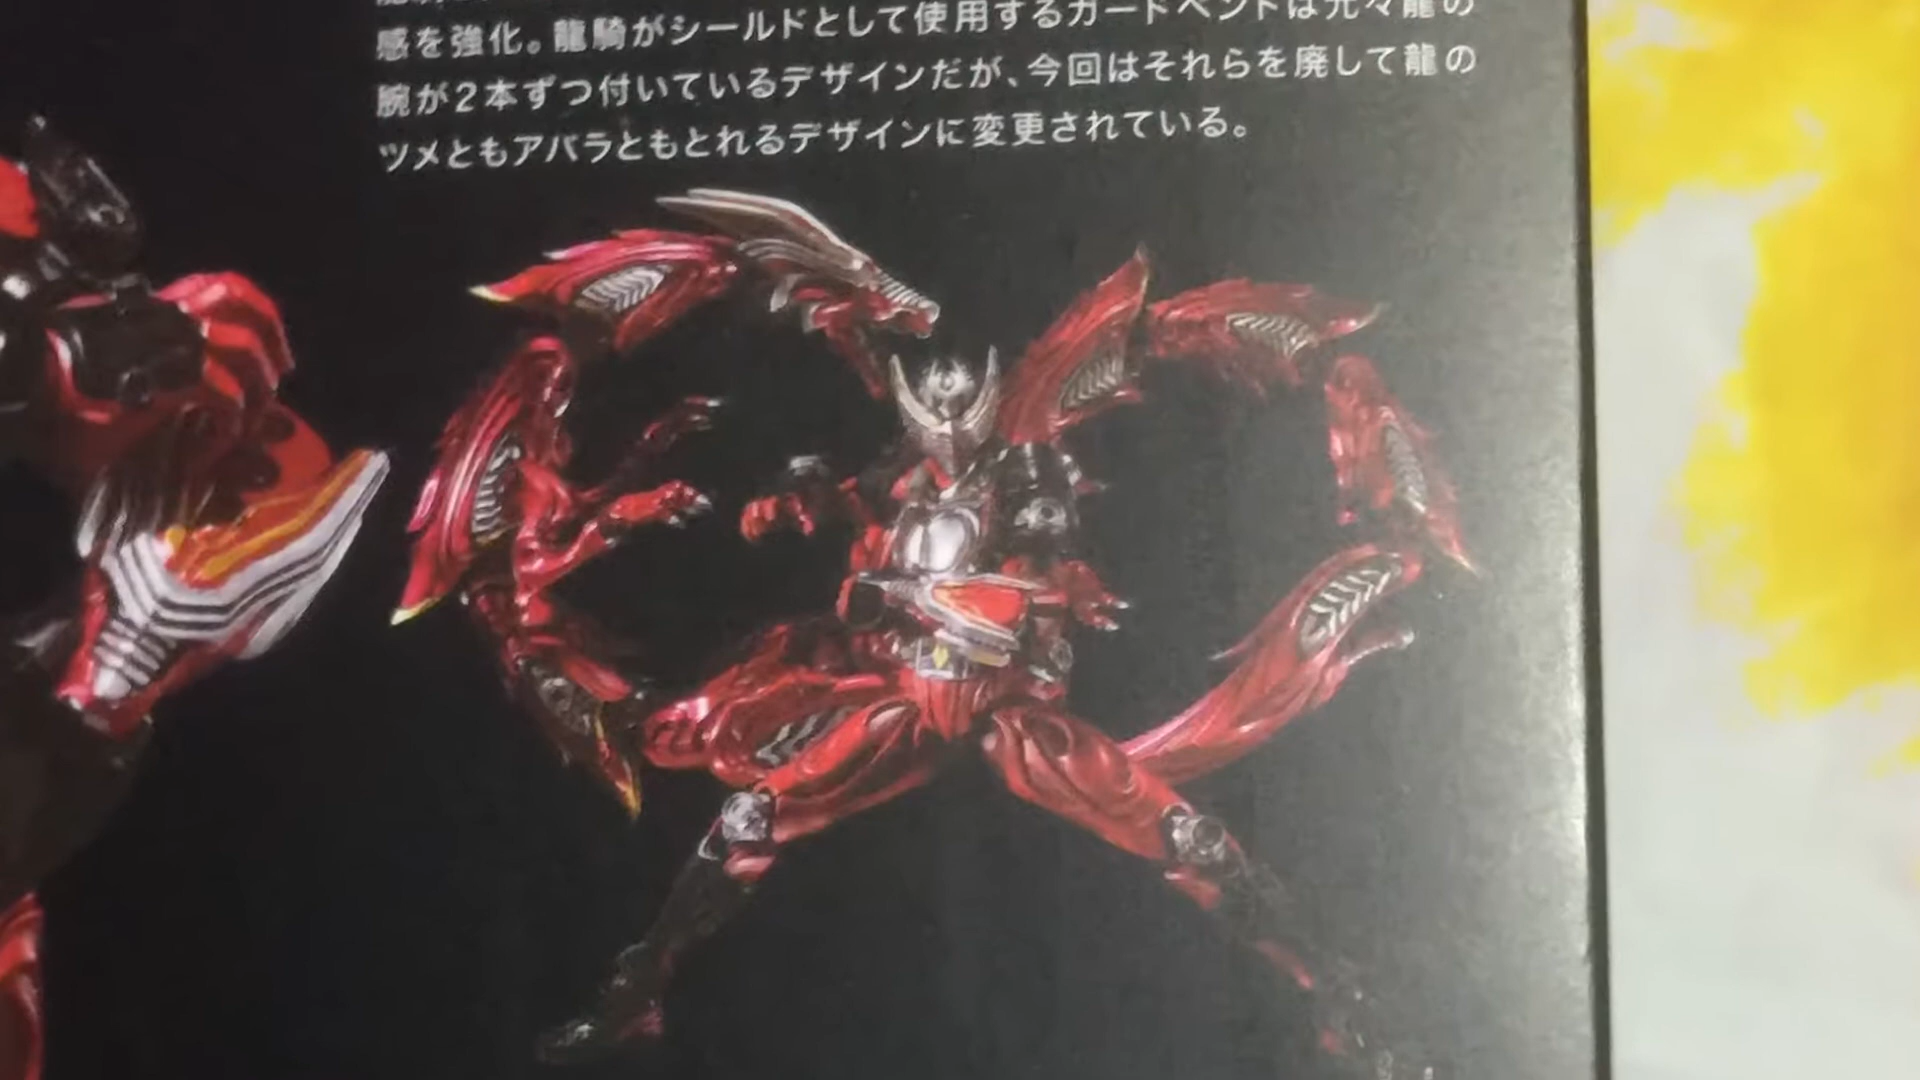 感を強化。龍騎がシールドとして使用するガードベントは元々龍の
腕が2本ずつ付いているデザインだが、今回はそれらを廃して龍の
ツメともアバラともとれるデザインに変更されている。